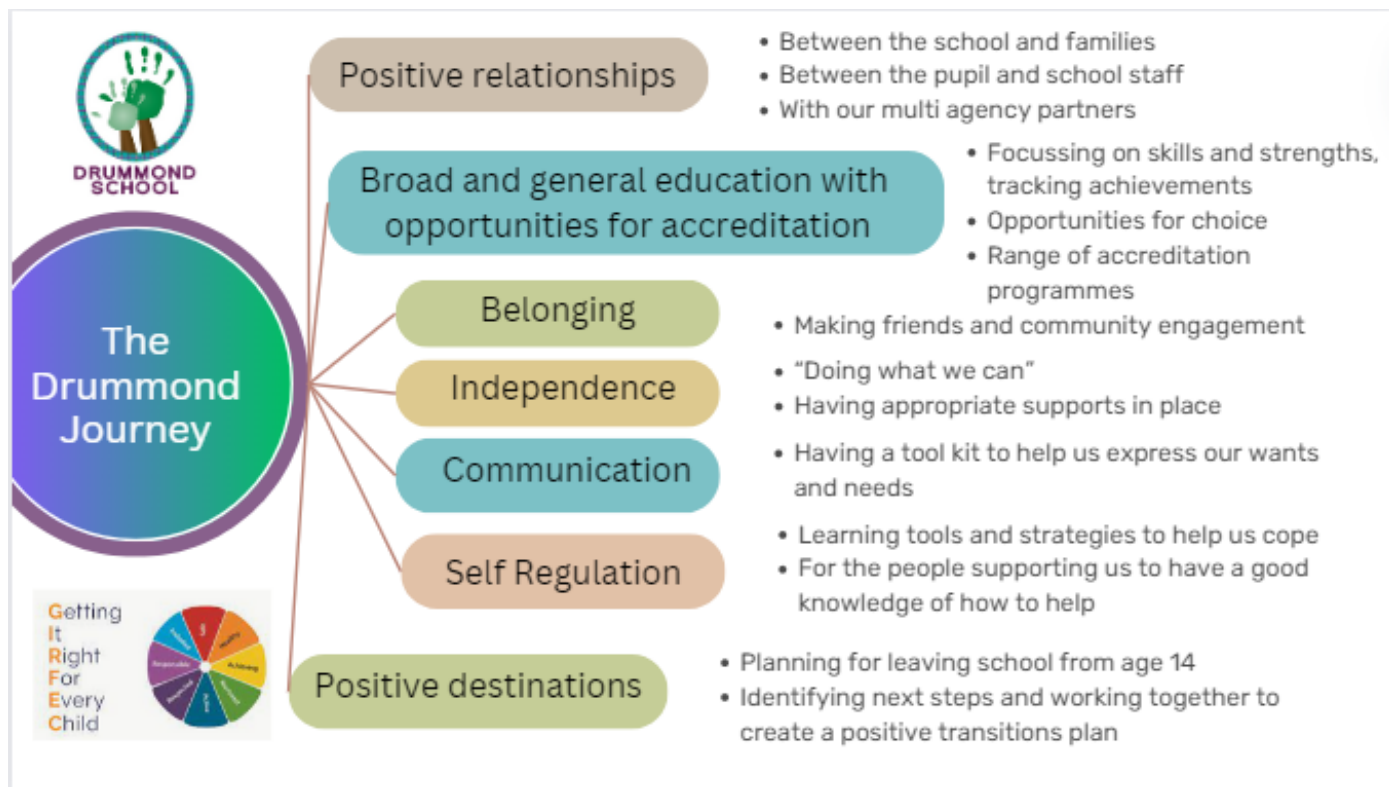 DRUMMOND
SCHOOL
The
Drummond
Journey
Positive relationships
• Between the school and families
• Between the pupil and school staff
• With our multi agency partners
Broad and general education with
opportunities for accreditation
• Focussing on skills and strengths,
tracking achievements
• Opportunities for choice
• Range of accreditation
programmes
Belonging
• Making friends and community engagement
Independence
• “Doing what we can”
• Having appropriate supports in place
Communication
• Having a tool kit to help us express our wants
and needs
Self Regulation
• Learning tools and strategies to help us cope
• For the people supporting us to have a good
knowledge of how to help
Positive destinations
• Planning for leaving school from age 14
• Identifying next steps and working together to
create a positive transitions plan
Getting
It
Right
For
Every
Child
Healthy
Achieving
Active
Responsible
Included